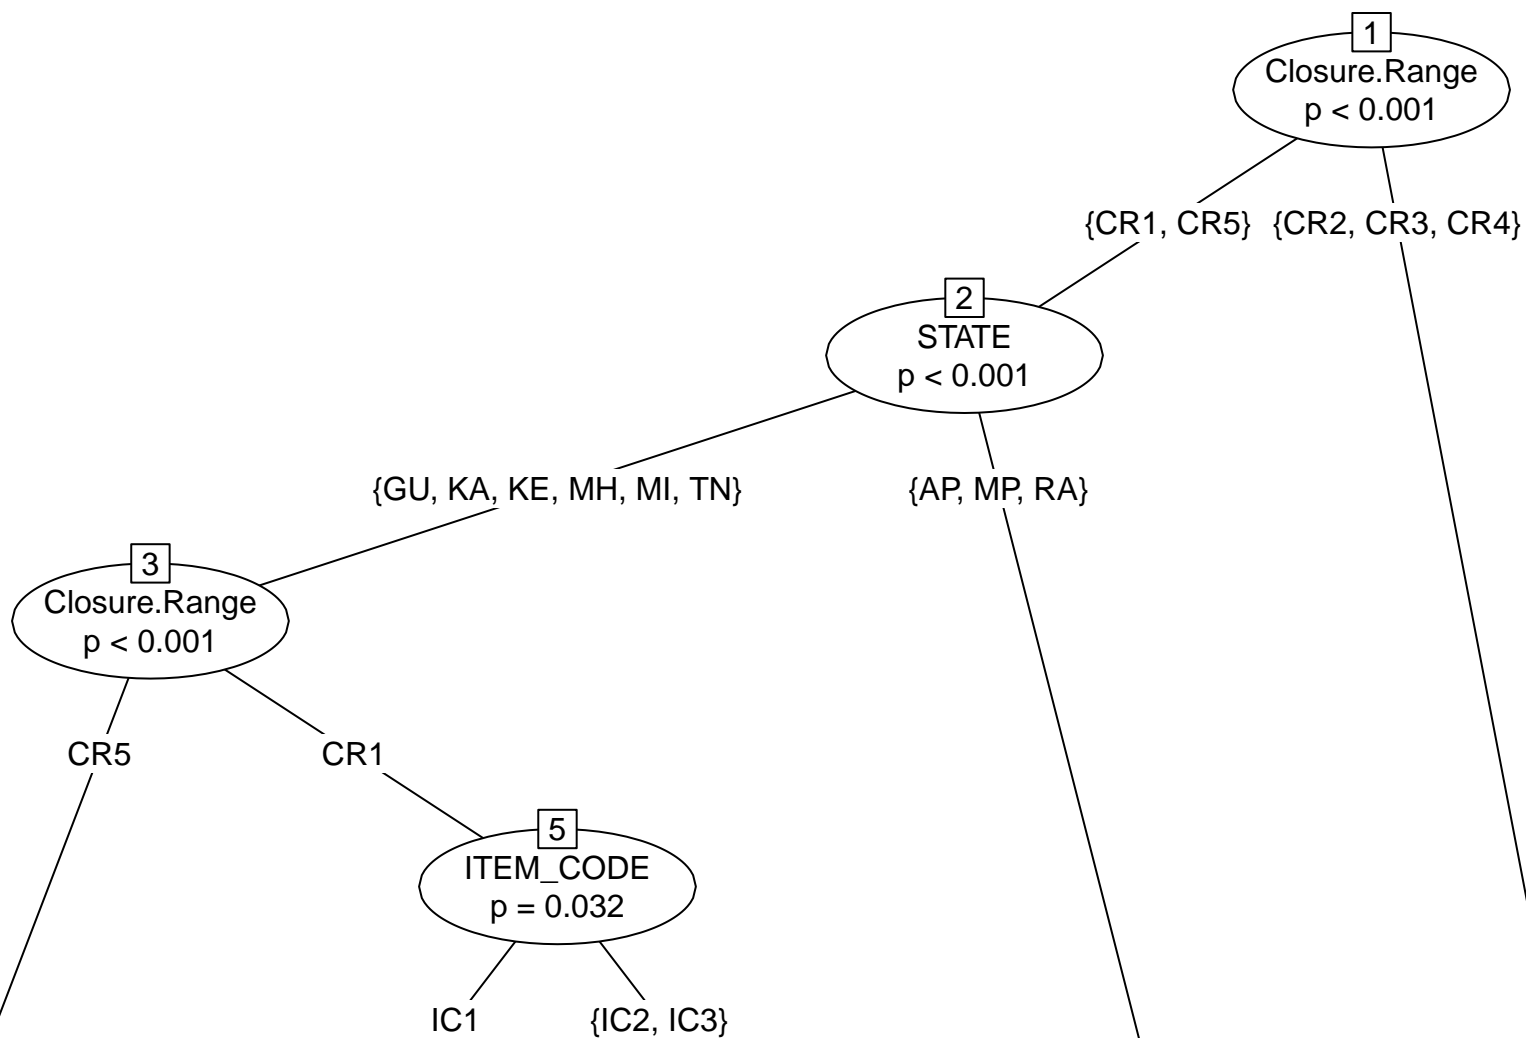 1
Closure.Range
p < 0.001
{CR1, CR5}
{CR2, CR3, CR4}
2
STATE
p < 0.001
{GU, KA, KE, MH, MI, TN}
{AP, MP, RA}
3
Closure.Range
p < 0.001
CR5
CR1
5
ITEM_CODE
p = 0.032
IC1
{IC2, IC3}